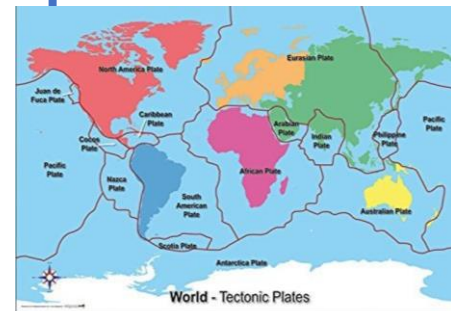 North America Plate
Eurasian Plate
Juan de
Fuca Plate
Caribbean
Plate
Cocos
Plate
Arabian
Plate
Indian
Plate
Philippine
Plate
Pacific
Plate
Pacific
Plate
Nazca
Plate
South
American
Plate
African Plate
Australian Plate
Scotia Plate
Antarctica Plate
World - Tectonic Plates